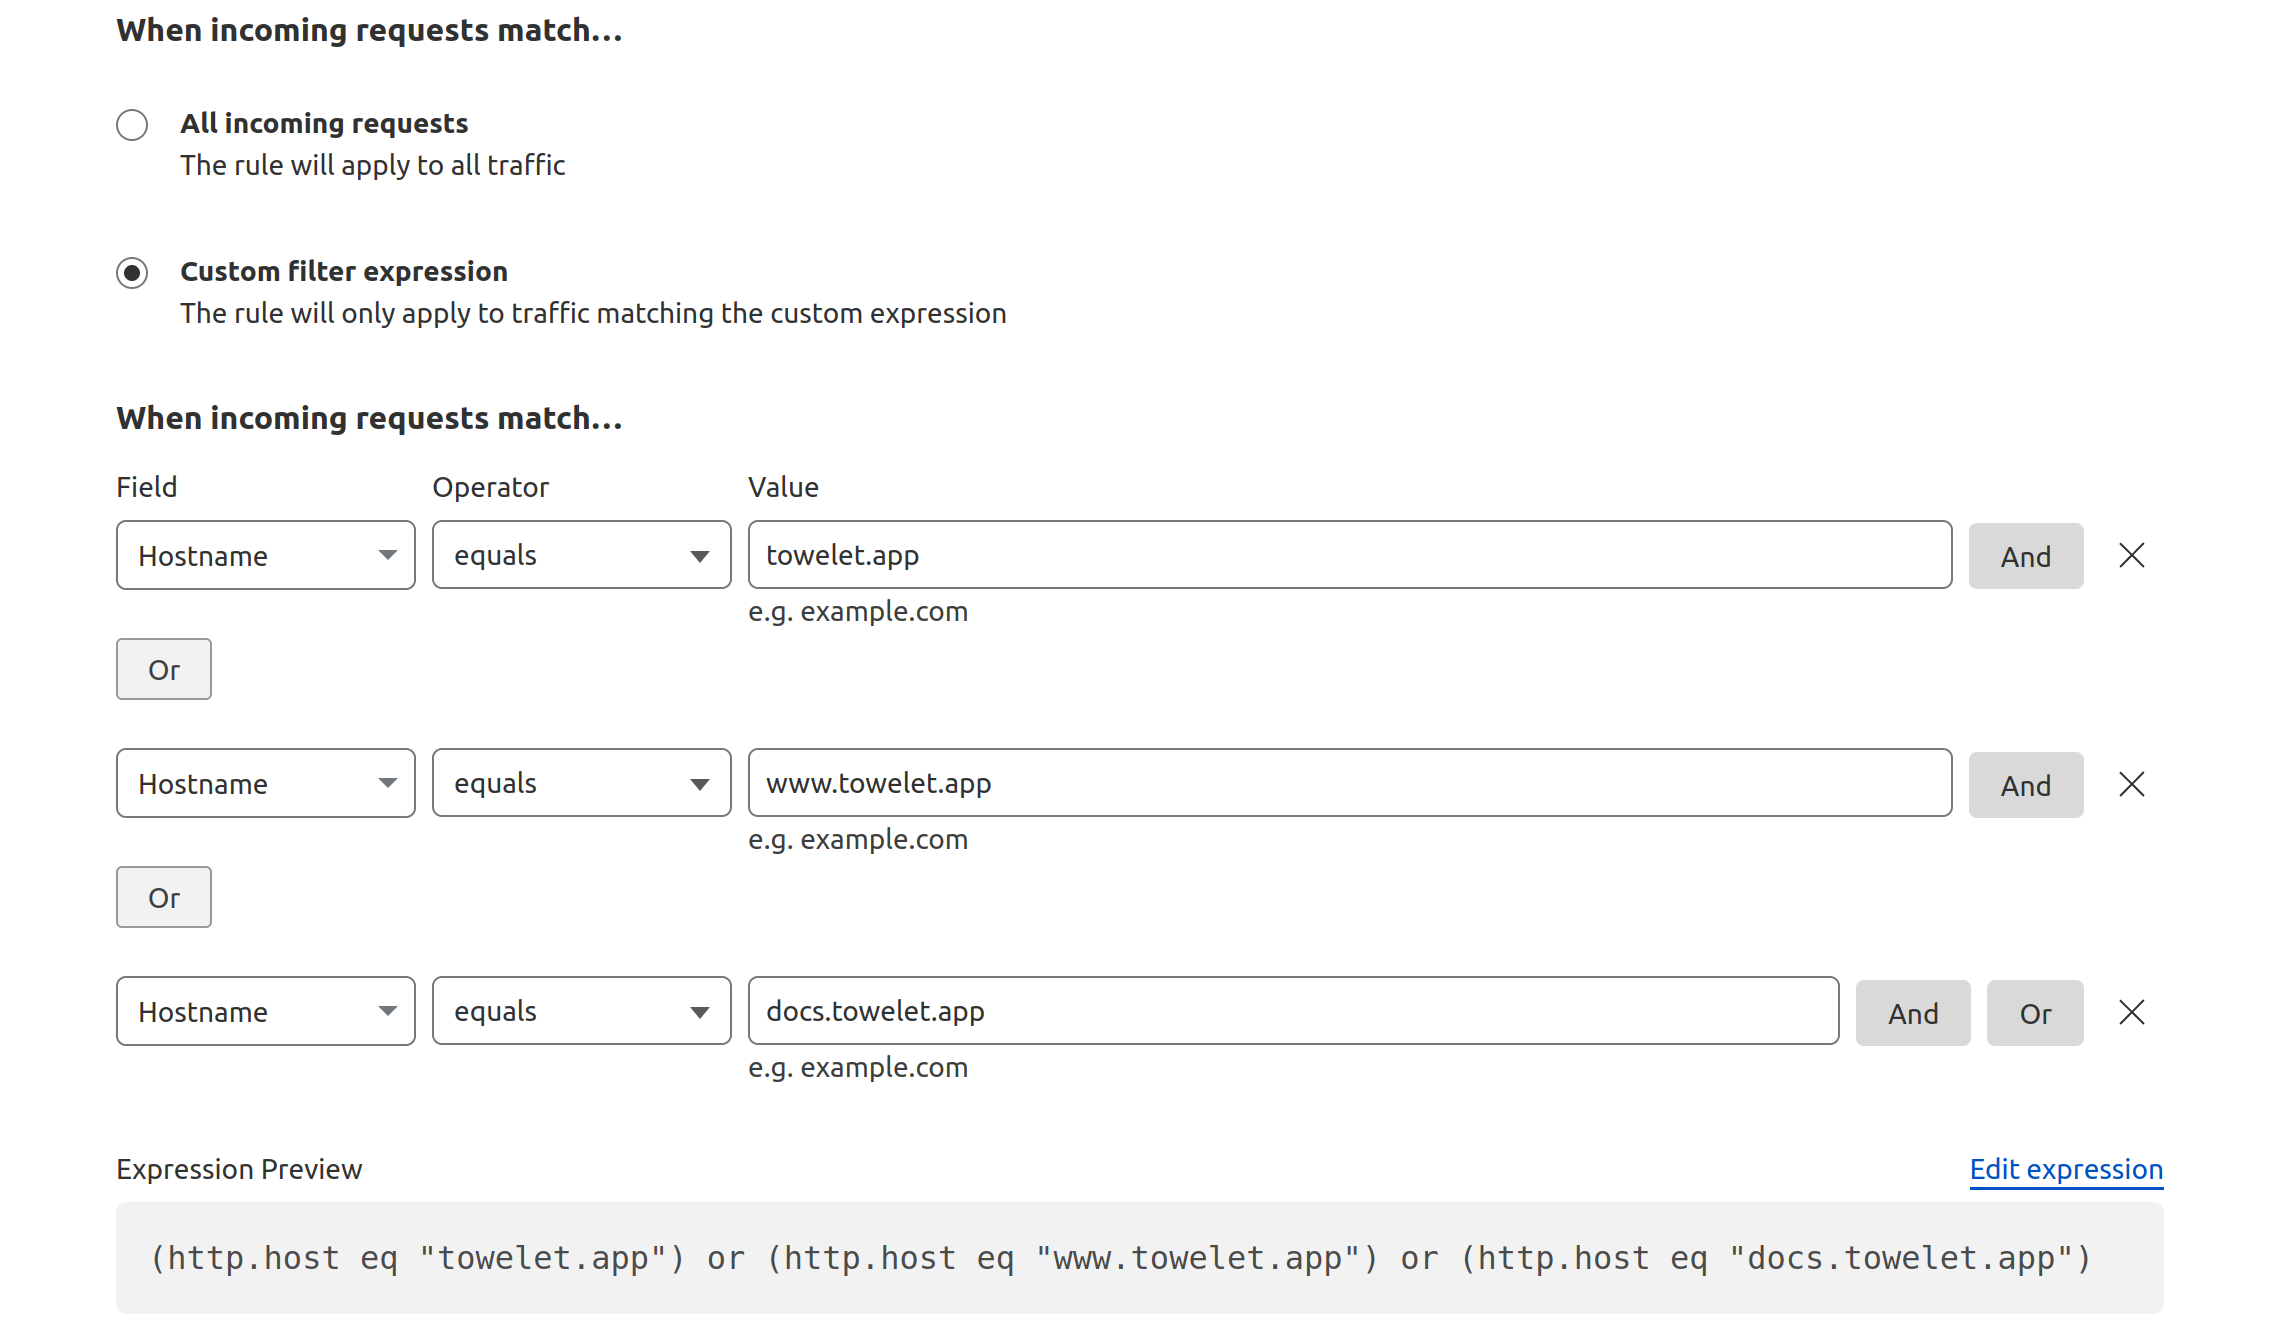 When incoming requests match...
All incoming requests
The rule will apply to all traffic
Custom filter expression
The rule will only apply to traffic matching the custom expression
When incoming requests match...
Field Operator Value
Hostname equals towelet.app And
e.g. example.com
Or
Hostname equals www.towelet.app And
e.g. example.com
Or
Hostname equals docs.towelet.app And Or
e.g. example.com
Expression Preview Edit expression
(http.host eq "towelet.app") or (http.host eq "www.towelet.app") or (http.host eq "docs.towelet.app")